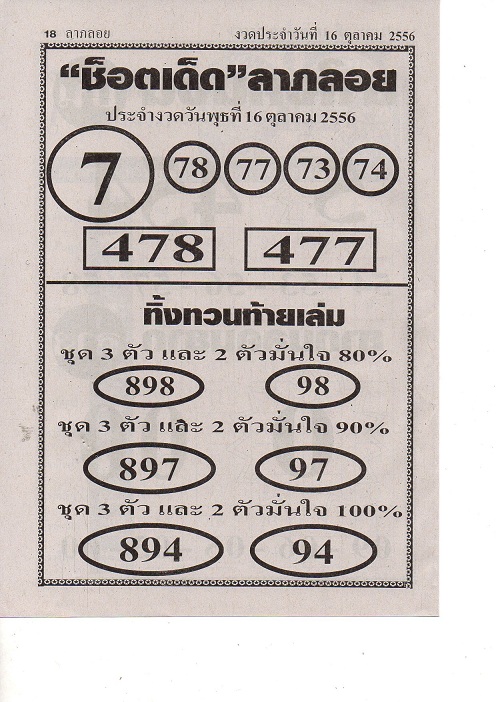 18 ลาภลอย งวดประจำวันที่ 16 ตุลาคม 2556
“ช็อตเด็ด”ลาภลอย
ประจำงวดวันพุธที่ 16 ตุลาคม 2556
7 78 77 73 74
478 477
ทิ้งทวนท้ายเล่ม
ชุด 3 ตัว และ 2 ตัวมั่นใจ 80%
898 98
ชุด 3 ตัว และ 2 ตัวมั่นใจ 90%
897 97
ชุด 3 ตัว และ 2 ตัวมั่นใจ 100%
894 94